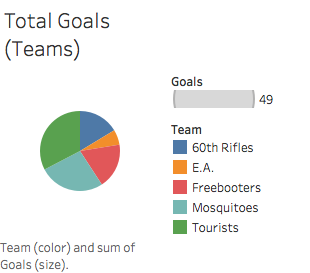 Total Goals
(Teams)
Goals
49
Team
60th Rifles
E.A.
Freebooters
Mosquitoes
Tourists
Team (color) and sum of
Goals (size).